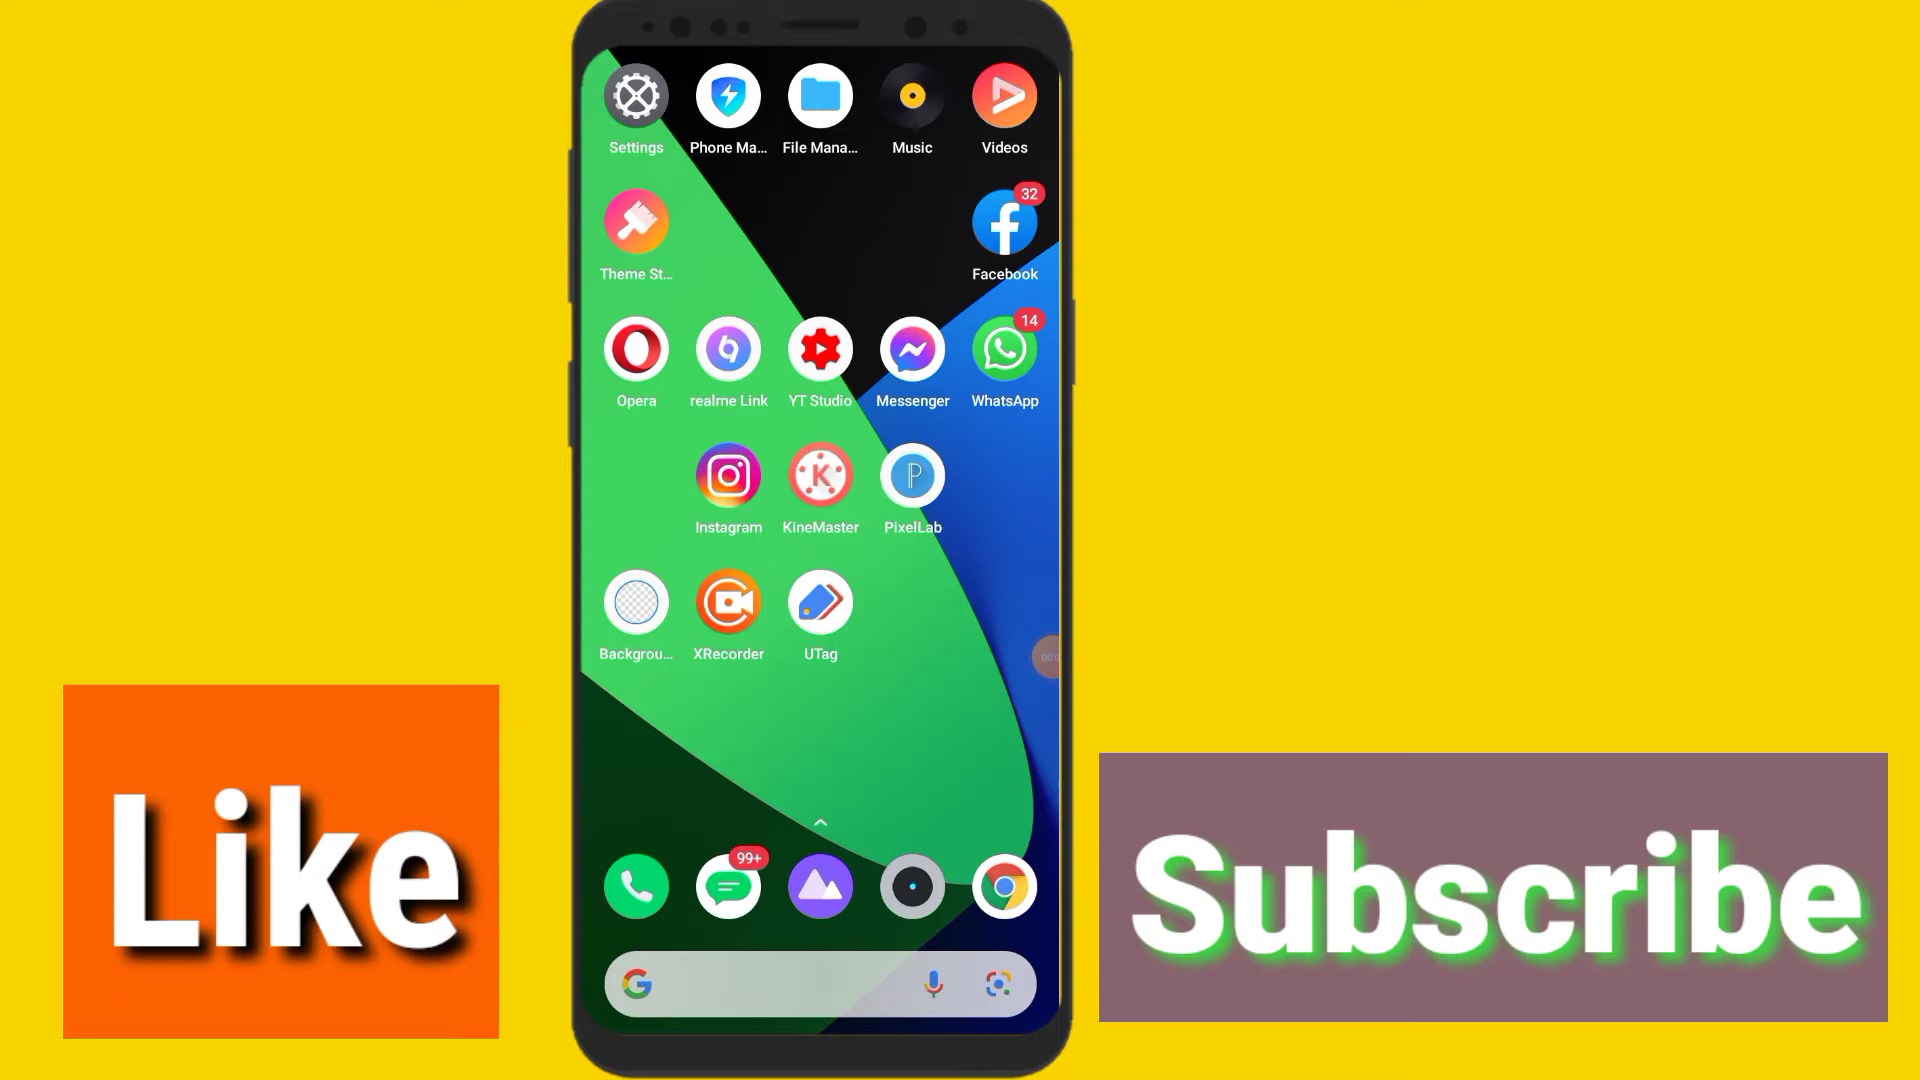 Settings Phone Ma... File Mana... Music Videos
32
Theme St... Facebook
14
Opera realme Link YT Studio Messenger WhatsApp
K P
Instagram KineMaster PixelLab
Backgrou... XRecorder UTag
99+
G
Like
Subscribe